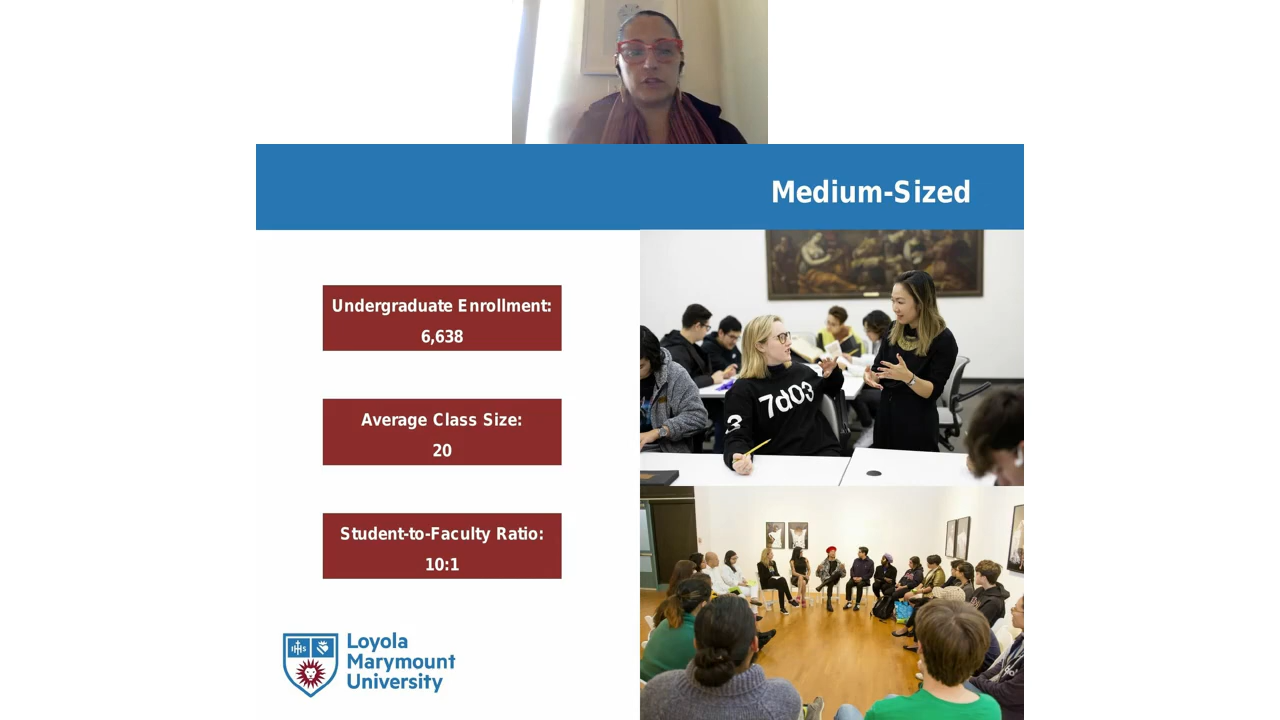 Medium-Sized
Undergraduate Enrollment:
6,638
Average Class Size:
20
Student-to-Faculty Ratio:
10:1
7d03
3
IHS
Loyola
Marymount
University